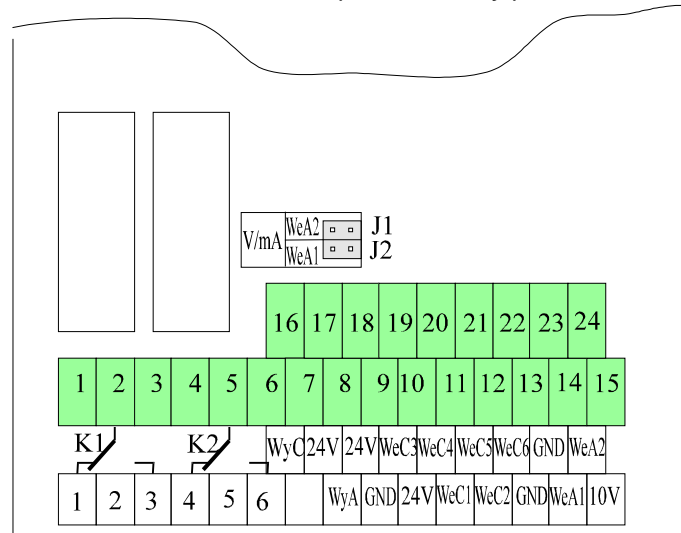 V/mA WeA2 J1
WeA1 J2
16 17 18 19 20 21 22 23 24
1 2 3 4 5 6 7 8 9 10 11 12 13 14 15
K1 K2 WyC 24V 24V WeC3 WeC4 WeC5 WeC6 GND WeA2
1 2 3 4 5 6 WyA GND 24V WeC1 WeC2 GND WeA1 10V